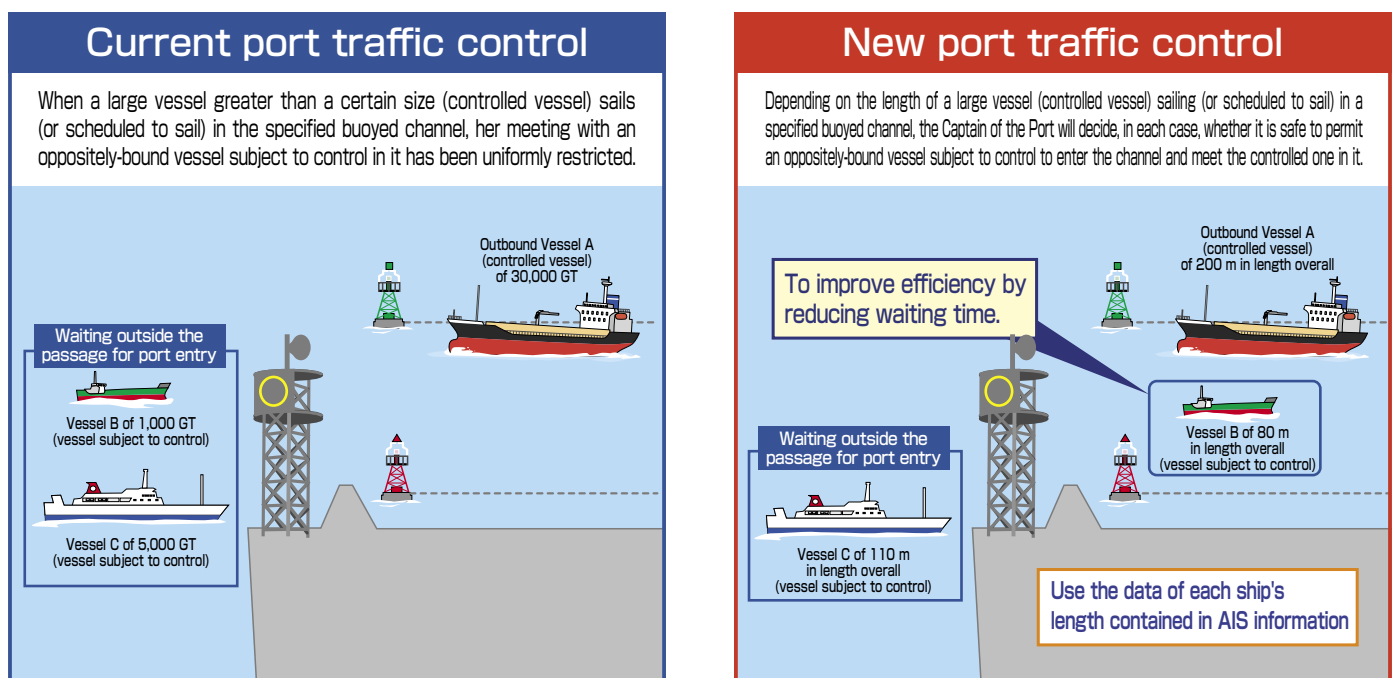 Current port traffic control
When a large vessel greater than a certain size (controlled vessel) sails
(or scheduled to sail) in the specified buoyed channel, her meeting with an
oppositely-bound vessel subject to control in it has been uniformly restricted.
Outbound Vessel A
(controlled vessel)
of 30,000 GT
Waiting outside the
passage for port entry
Vessel B of 1,000 GT
(vessel subject to control)
Vessel C of 5,000 GT
(vessel subject to control)
New port traffic control
Depending on the length of a large vessel (controlled vessel) sailing (or scheduled to sail) in a
specified buoyed channel, the Captain of the Port will decide, in each case, whether it is safe to permit
an oppositely-bound vessel subject to control to enter the channel and meet the controlled one in it.
Outbound Vessel A
(controlled vessel)
of 200 m in length overall
To improve efficiency by
reducing waiting time.
Vessel B of 80 m
in length overall
(vessel subject to control)
Waiting outside the
passage for port entry
Vessel C of 110 m
in length overall
(vessel subject to control)
Use the data of each ship's
length contained in AIS information